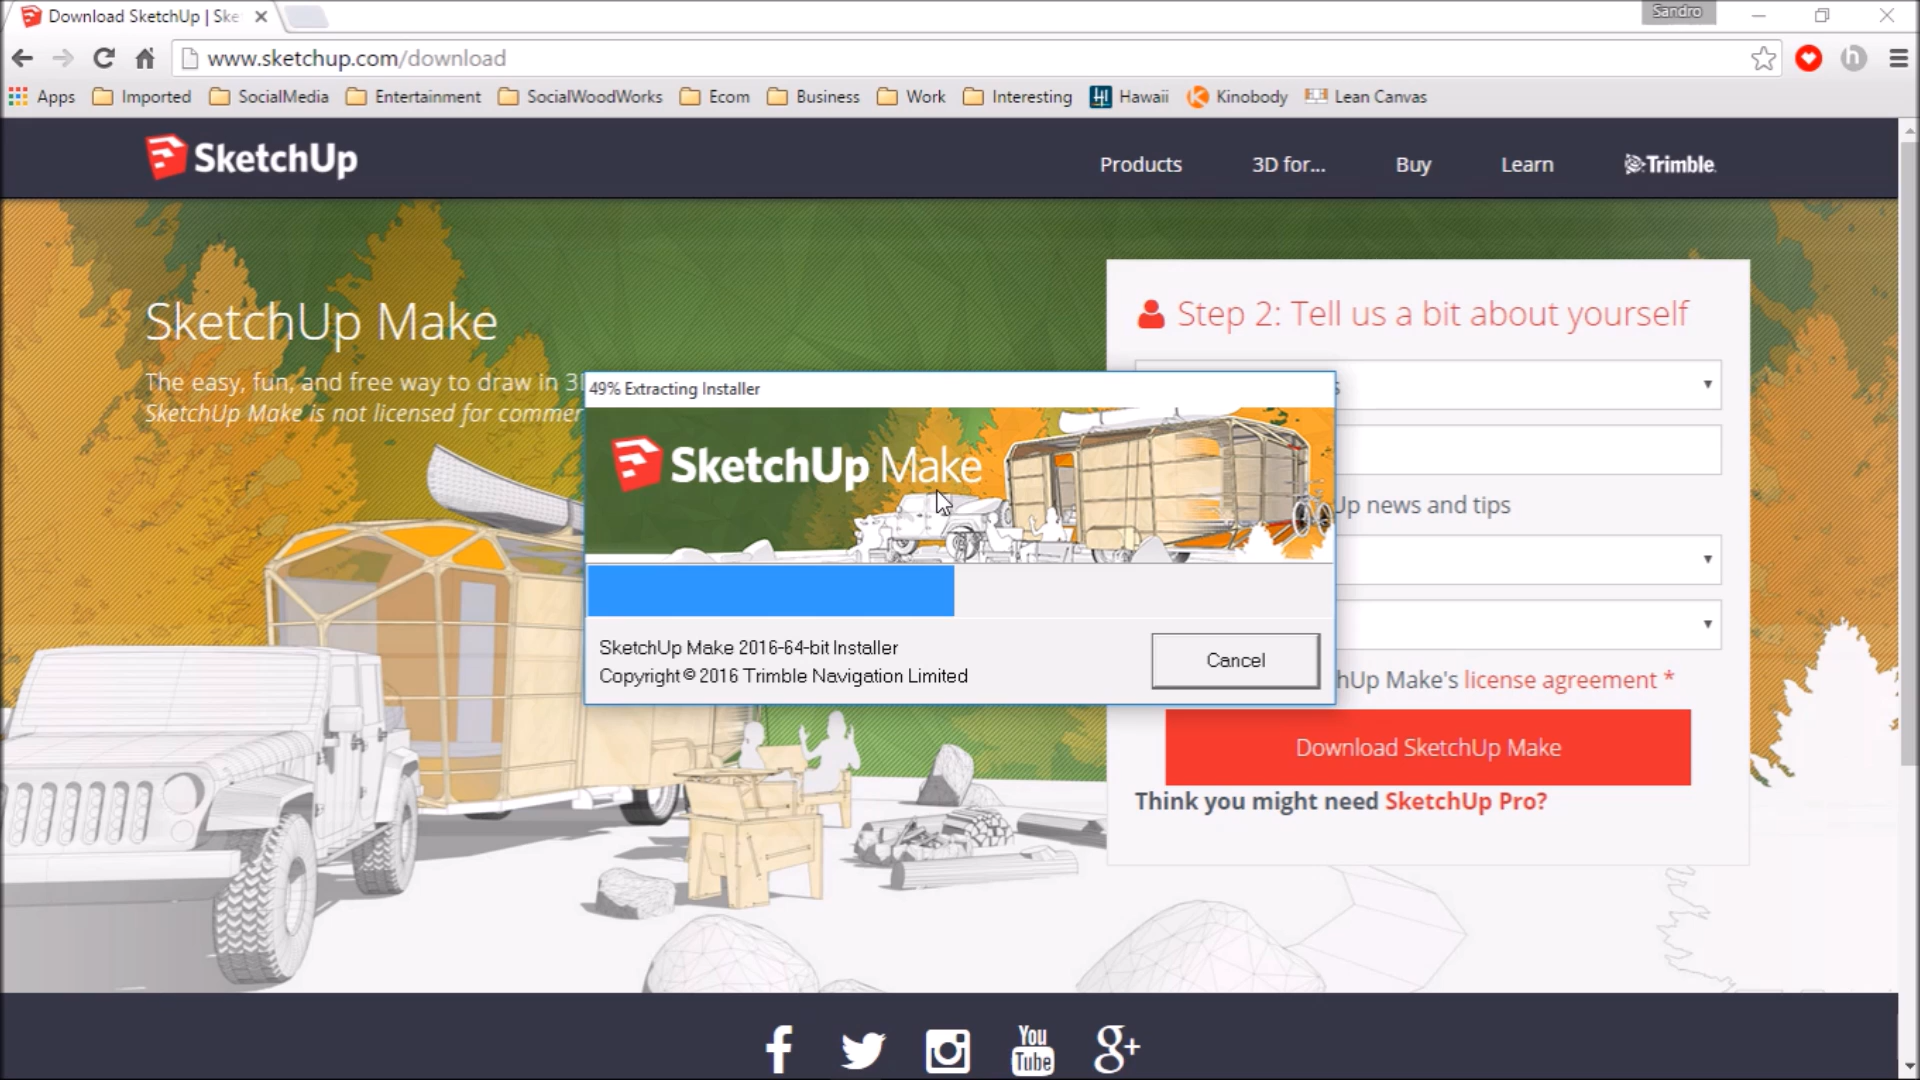 Download SketchUp | Ske
Sandro
www.sketchup.com/download
Apps Imported SocialMedia Entertainment SocialWoodWorks Ecom Business Work Interesting Hawaii Kinobody Lean Canvas
SketchUp
Products 3D for... Buy Learn Trimble
SketchUp Make
The easy, fun, and free way to draw in 3
SketchUp Make is not licensed for commer
Step 2: Tell us a bit about yourself
49% Extracting Installer
SketchUp Make
Up news and tips
SketchUp Make 2016-64-bit Installer
Copyright © 2016 Trimble Navigation Limited
Cancel
hUp Make's license agreement *
Download SketchUp Make
Think you might need SketchUp Pro?
You
Tube
g+